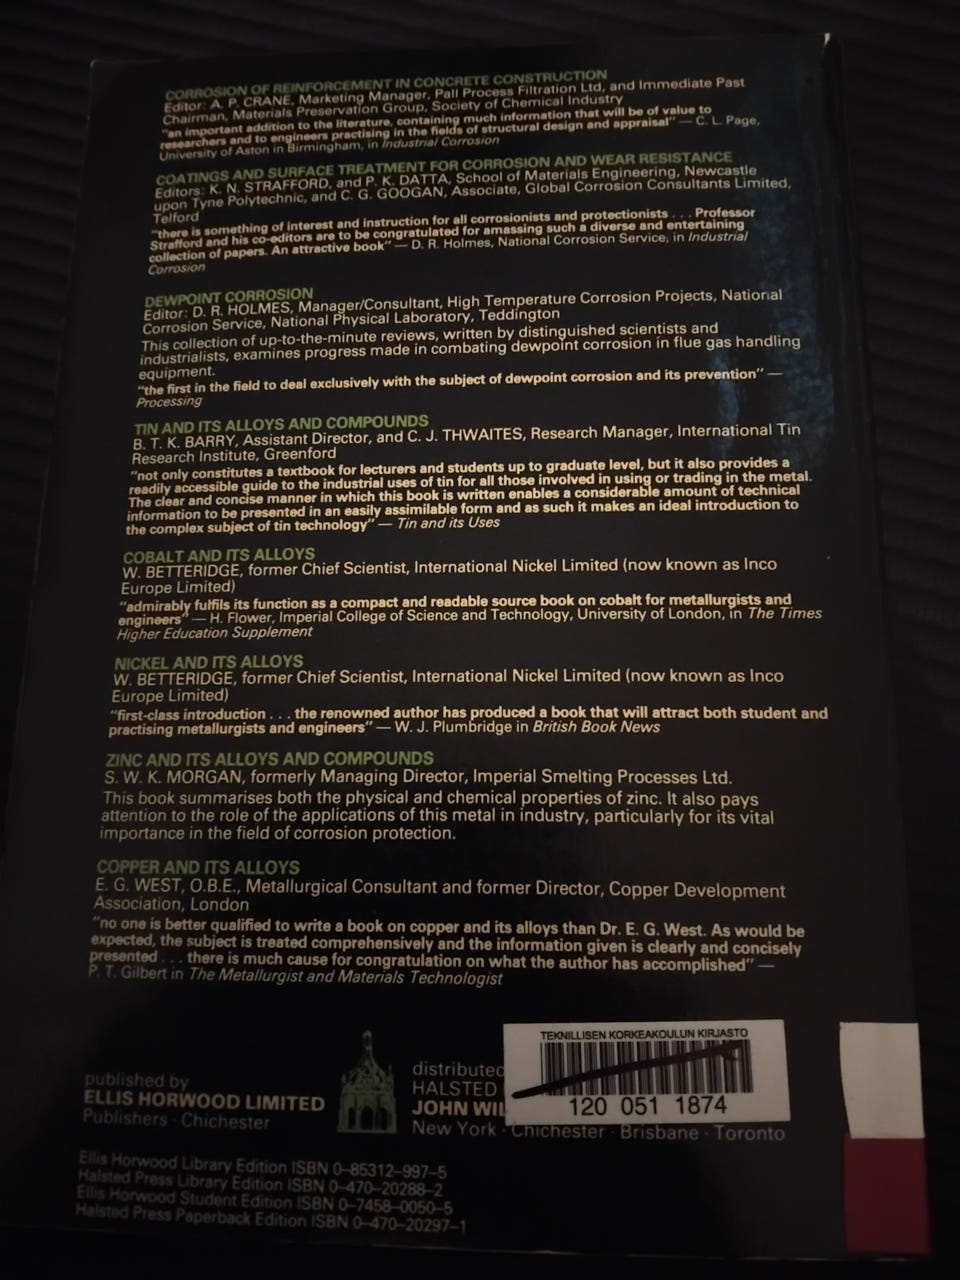 CORROSION OF REINFORCEMENT IN CONCRETE CONSTRUCTION
Editor: A. P. CRANE, Marketing Manager, Pall Process Filtration Ltd, and Immediate Past
Chairman, Materials Preservation Group, Society of Chemical Industry
"an important addition to the literature, containing much information that will be of value to
researchers and to engineers practising in the fields of structural design and appraisal" — C. L. Page,
University of Aston in Birmingham, in Industrial Corrosion
COATINGS AND SURFACE TREATMENT FOR CORROSION AND WEAR RESISTANCE
Editors: K. N. STRAFFORD, and P. K. DATTA, School of Materials Engineering, Newcastle
upon Tyne Polytechnic, and C. G. GOOGAN, Associate, Global Corrosion Consultants Limited,
Telford
"there is something of interest and instruction for all corrosionists and protectionists . . . Professor
Strafford and his co-editors are to be congratulated for amassing such a diverse and entertaining
collection of papers. An attractive book" — D. R. Holmes, National Corrosion Service, in Industrial
Corrosion
DEWPOINT CORROSION
Editor: D. R. HOLMES, Manager/Consultant, High Temperature Corrosion Projects, National
Corrosion Service, National Physical Laboratory, Teddington
This collection of up-to-the-minute reviews, written by distinguished scientists and
industrialists, examines progress made in combating dewpoint corrosion in flue gas handling
equipment.
"the first in the field to deal exclusively with the subject of dewpoint corrosion and its prevention" —
Processing
TIN AND ITS ALLOYS AND COMPOUNDS
B. T. K. BARRY, Assistant Director, and C. J. THWAITES, Research Manager, International Tin
Research Institute, Greenford
"not only constitutes a textbook for lecturers and students up to graduate level, but it also provides a
readily accessible guide to the industrial uses of tin for all those involved in using or trading in the metal.
The clear and concise manner in which this book is written enables a considerable amount of technical
information to be presented in an easily assimilable form and as such it makes an ideal introduction to
the complex subject of tin technology" — Tin and its Uses
COBALT AND ITS ALLOYS
W. BETTERIDGE, former Chief Scientist, International Nickel Limited (now known as Inco
Europe Limited)
"admirably fulfils its function as a compact and readable source book on cobalt for metallurgists and
engineers" — H. Flower, Imperial College of Science and Technology, University of London, in The Times
Higher Education Supplement
NICKEL AND ITS ALLOYS
W. BETTERIDGE, former Chief Scientist, International Nickel Limited (now known as Inco
Europe Limited)
"first-class introduction . . . the renowned author has produced a book that will attract both student and
practising metallurgists and engineers" — W. J. Plumbridge in British Book News
ZINC AND ITS ALLOYS AND COMPOUNDS
S. W. K. MORGAN, formerly Managing Director, Imperial Smelting Processes Ltd.
This book summarises both the physical and chemical properties of zinc. It also pays
attention to the role of the applications of this metal in industry, particularly for its vital
importance in the field of corrosion protection.
COPPER AND ITS ALLOYS
E. G. WEST, O.B.E., Metallurgical Consultant and former Director, Copper Development
Association, London
"no one is better qualified to write a book on copper and its alloys than Dr. E. G. West. As would be
expected, the subject is treated comprehensively and the information given is clearly and concisely
presented . . . there is much cause for congratulation on what the author has accomplished" —
P. T. Gilbert in The Metallurgist and Materials Technologist
published by
ELLIS HORWOOD LIMITED
Publishers · Chichester
distributed
HALSTED
JOHN WIL
New York · Chichester · Brisbane · Toronto
TEKNILLISEN KORKEAKOULUN KIRJASTO
120 051 1874
Ellis Horwood Library Edition ISBN 0–85312–997–5
Halsted Press Library Edition ISBN 0–470–20288–2
Ellis Horwood Student Edition ISBN 0–7458–0050–5
Halsted Press Paperback Edition ISBN 0–470–20297–1